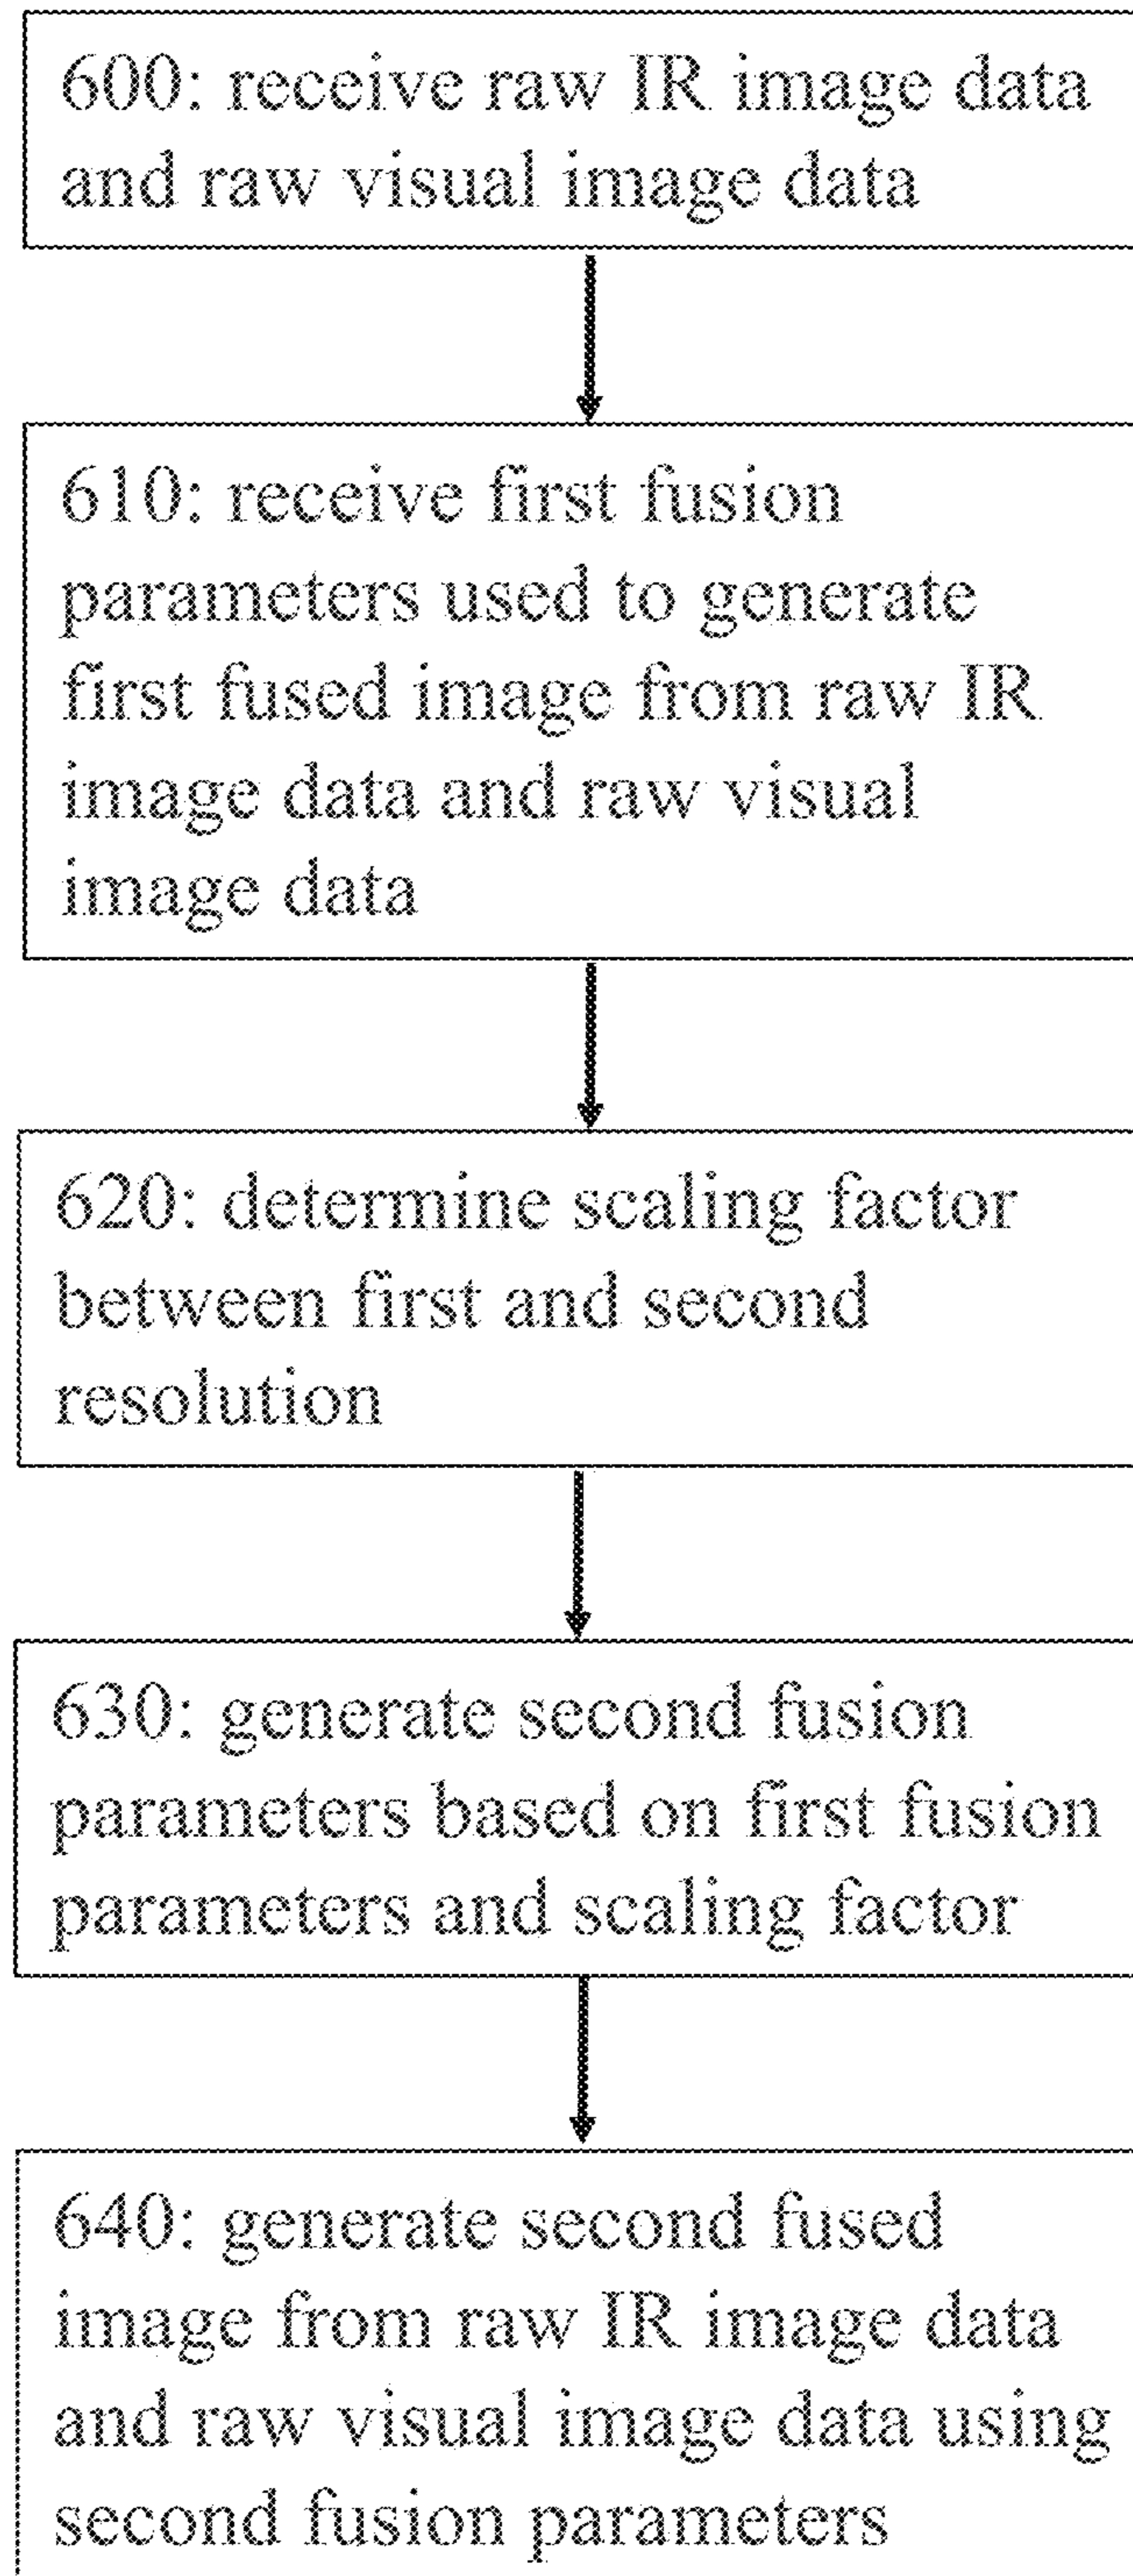 600: receive raw IR image data
and raw visual image data
610: receive first fusion
parameters used to generate
first fused image from raw IR
image data and raw visual
image data
620: determine scaling factor
between first and second
resolution
630: generate second fusion
parameters based on first fusion
parameters and scaling factor
640: generate second fused
image from raw IR image data
and raw visual image data using
second fusion parameters